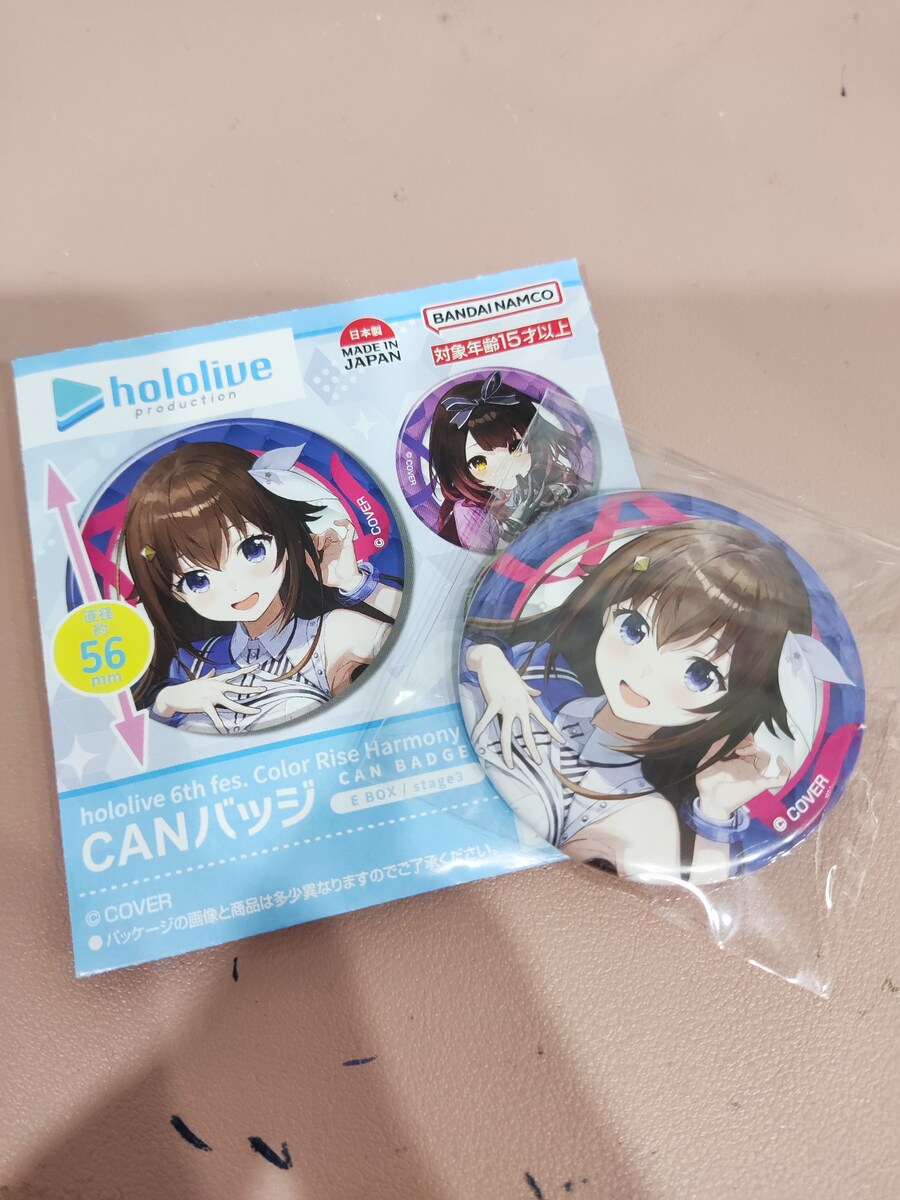 hololive
production
日本製
MADE IN
JAPAN
BANDAI NAMCO
対象年齢15才以上
© COVER
© COVER
直径
約
56
mm
hololive 6th fes. Color Rise Harmony
CAN BADGE
CANバッジ
E BOX / stage3
© COVER
●パッケージの画像と商品は多少異なりますのでご了承ください。
© COVER